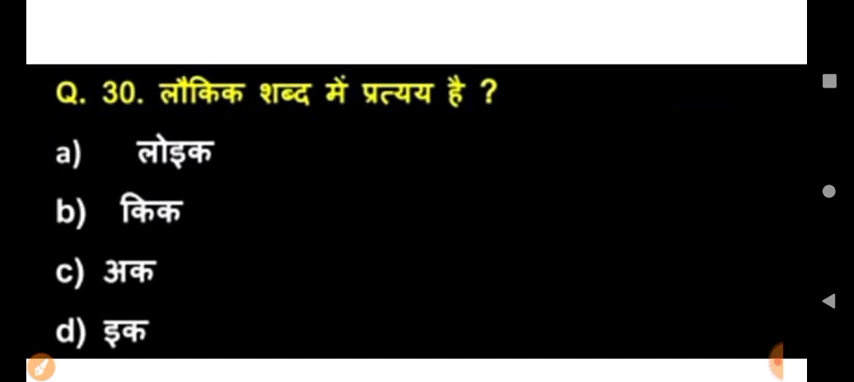 Q. 30. लौकिक शब्द में प्रत्यय है ?
a) लोइक
b) किक
c) अक
d) इक